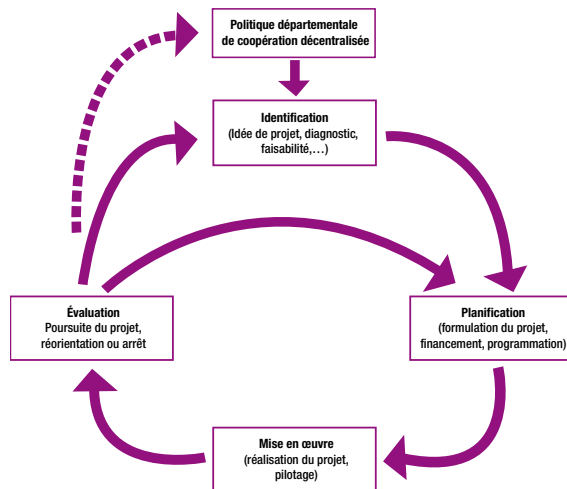 Politique départementale
de coopération décentralisée
Identification
(Idée de projet, diagnostic,
faisabilité,...)
Évaluation
Poursuite du projet,
réorientation ou arrêt
Planification
(formulation du projet,
financement, programmation)
Mise en œuvre
(réalisation du projet,
pilotage)